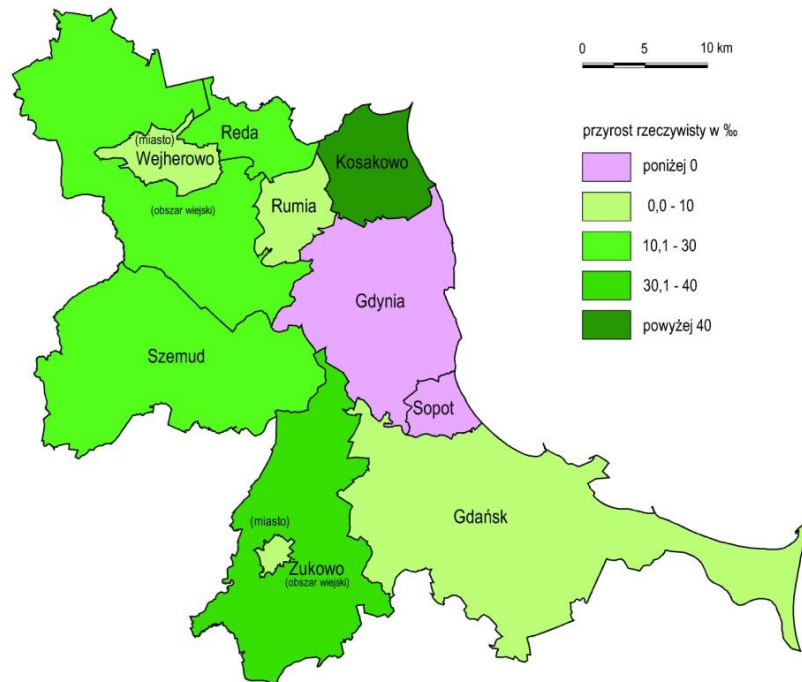 0 5 10 km
przyrost rzeczywisty w ‰
poniżej 0
0,0 - 10
10,1 - 30
30,1 - 40
powyżej 40
Reda
(miasto)
Wejherowo
Kosakowo
Rumia
(obszar wiejski)
Gdynia
Szemud
Sopot
Gdańsk
(miasto)
Żukowo
(obszar wiejski)